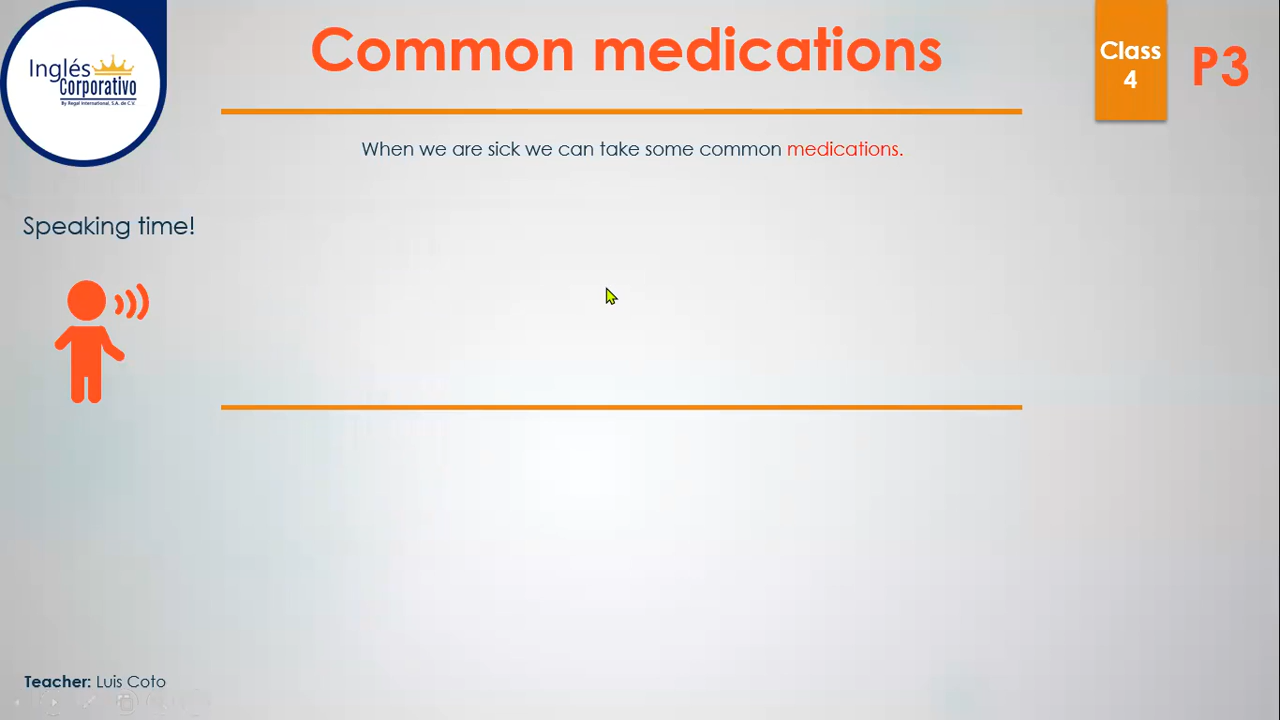 Inglés
Corporativo
By Regal International, S.A. de C.V.
Common medications
Class
4
P3
When we are sick we can take some common medications.
Speaking time!
Teacher: Luis Coto